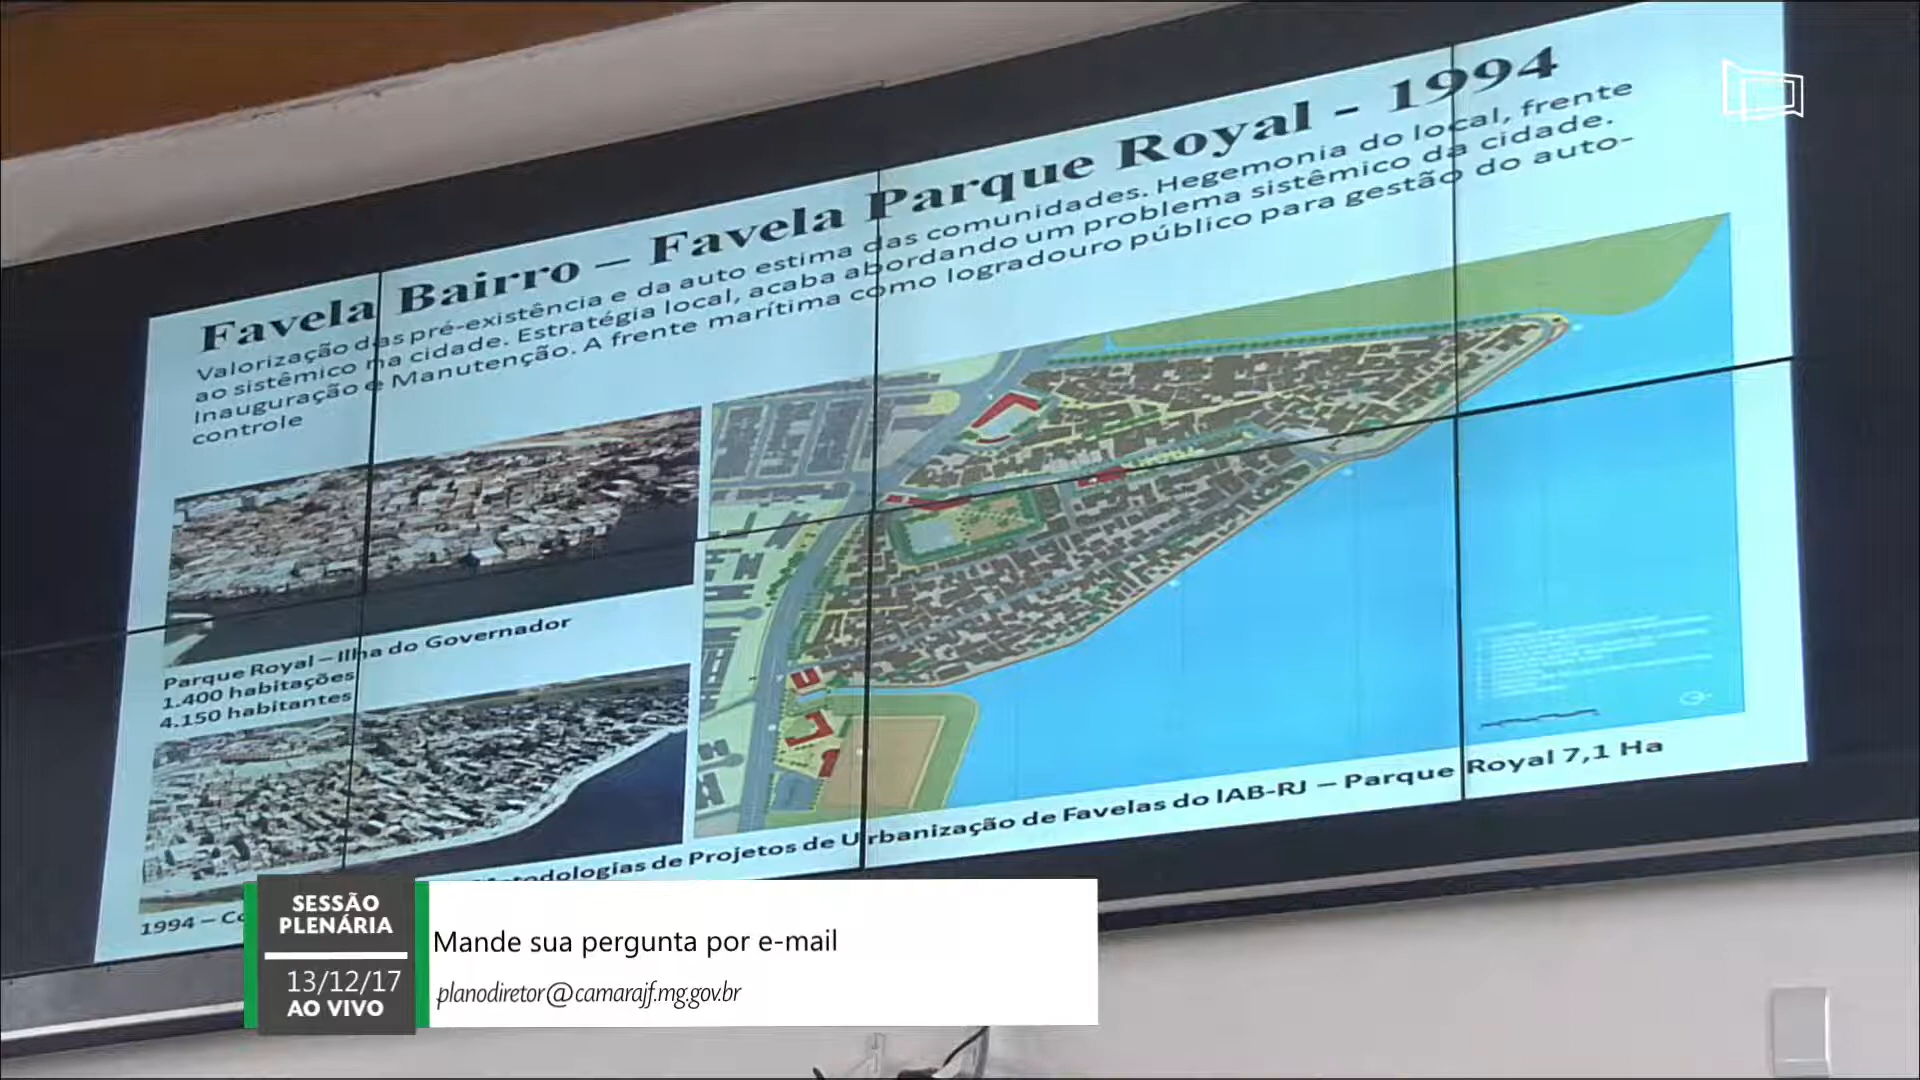 Favela Bairro – Favela Parque Royal - 1994
Valorização das pré-existência e da auto estima das comunidades. Hegemonia do local, frente
ao sistêmico na cidade. Estratégia local, acaba abordando um problema sistêmico da cidade.
Inauguração e Manutenção. A frente marítima como logradouro público para gestão do auto-
controle
Parque Royal – Ilha do Governador
1.400 habitações
4.150 habitantes
1994 –
Metodologias de Projetos de Urbanização de Favelas do IAB-RJ – Parque Royal 7,1 Ha
SESSÃO
PLENÁRIA
13/12/17
AO VIVO
Mande sua pergunta por e-mail
planodiretor@camarajf.mg.gov.br